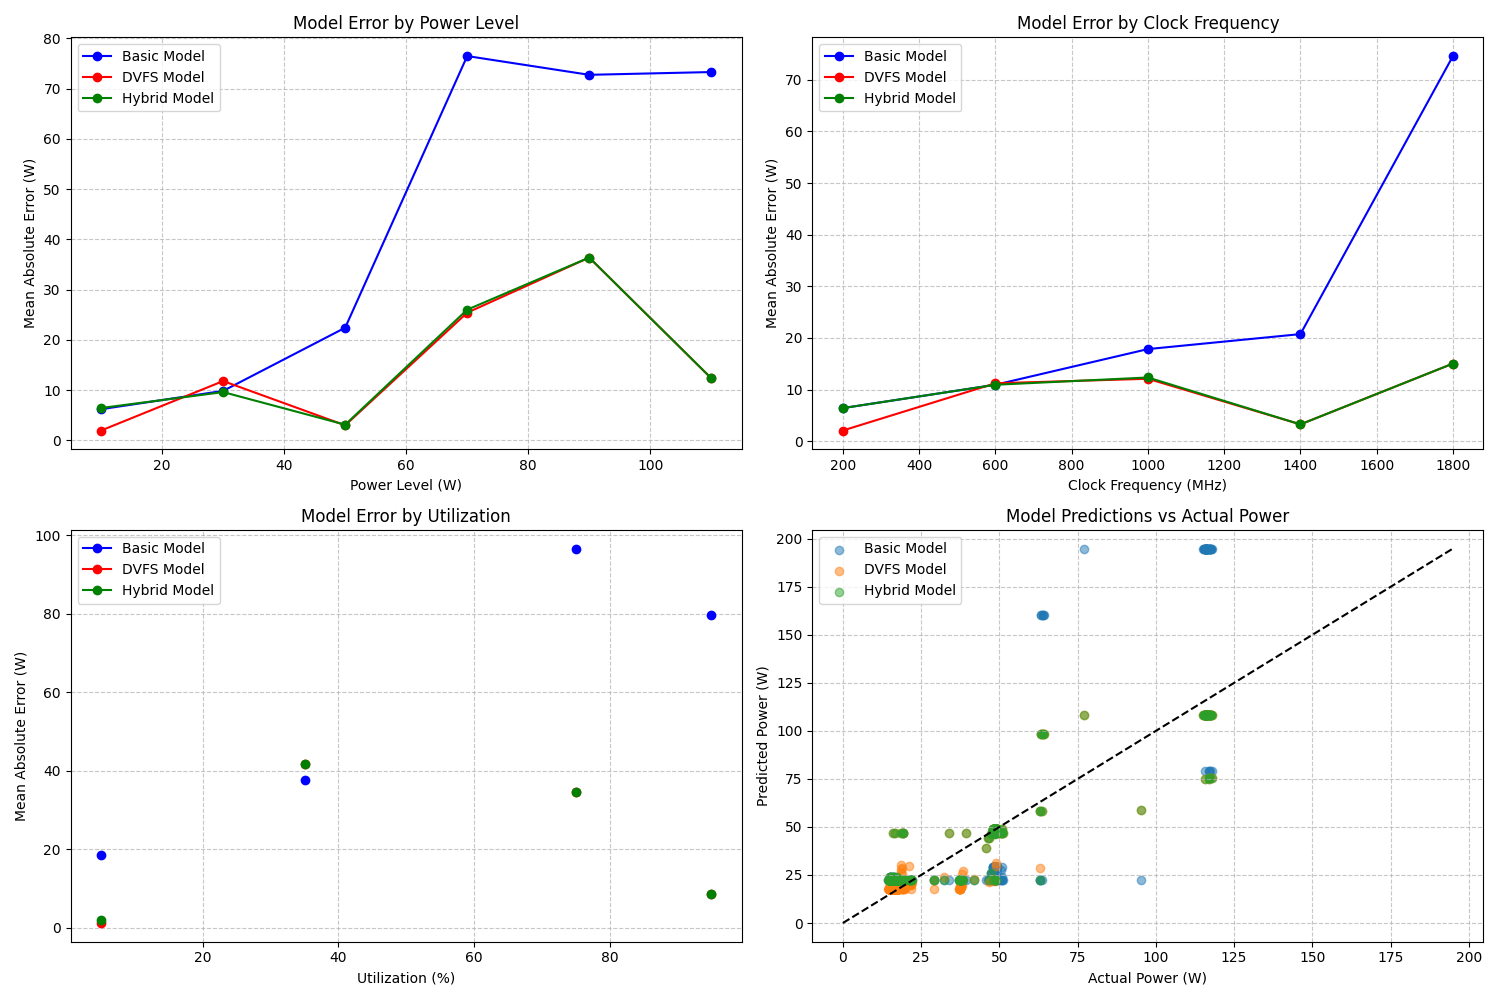 Model Error by Power Level
Basic Model
DVFS Model
Hybrid Model
Mean Absolute Error (W)
80
70
60
50
40
30
20
10
0
20 40 60 80 100
Power Level (W)
Model Error by Clock Frequency
Basic Model
DVFS Model
Hybrid Model
Mean Absolute Error (W)
70
60
50
40
30
20
10
0
200 400 600 800 1000 1200 1400 1600 1800
Clock Frequency (MHz)
Model Error by Utilization
Basic Model
DVFS Model
Hybrid Model
Mean Absolute Error (W)
100
80
60
40
20
0
20 40 60 80
Utilization (%)
Model Predictions vs Actual Power
Basic Model
DVFS Model
Hybrid Model
Predicted Power (W)
200
175
150
125
100
75
50
25
0
0 25 50 75 100 125 150 175 200
Actual Power (W)